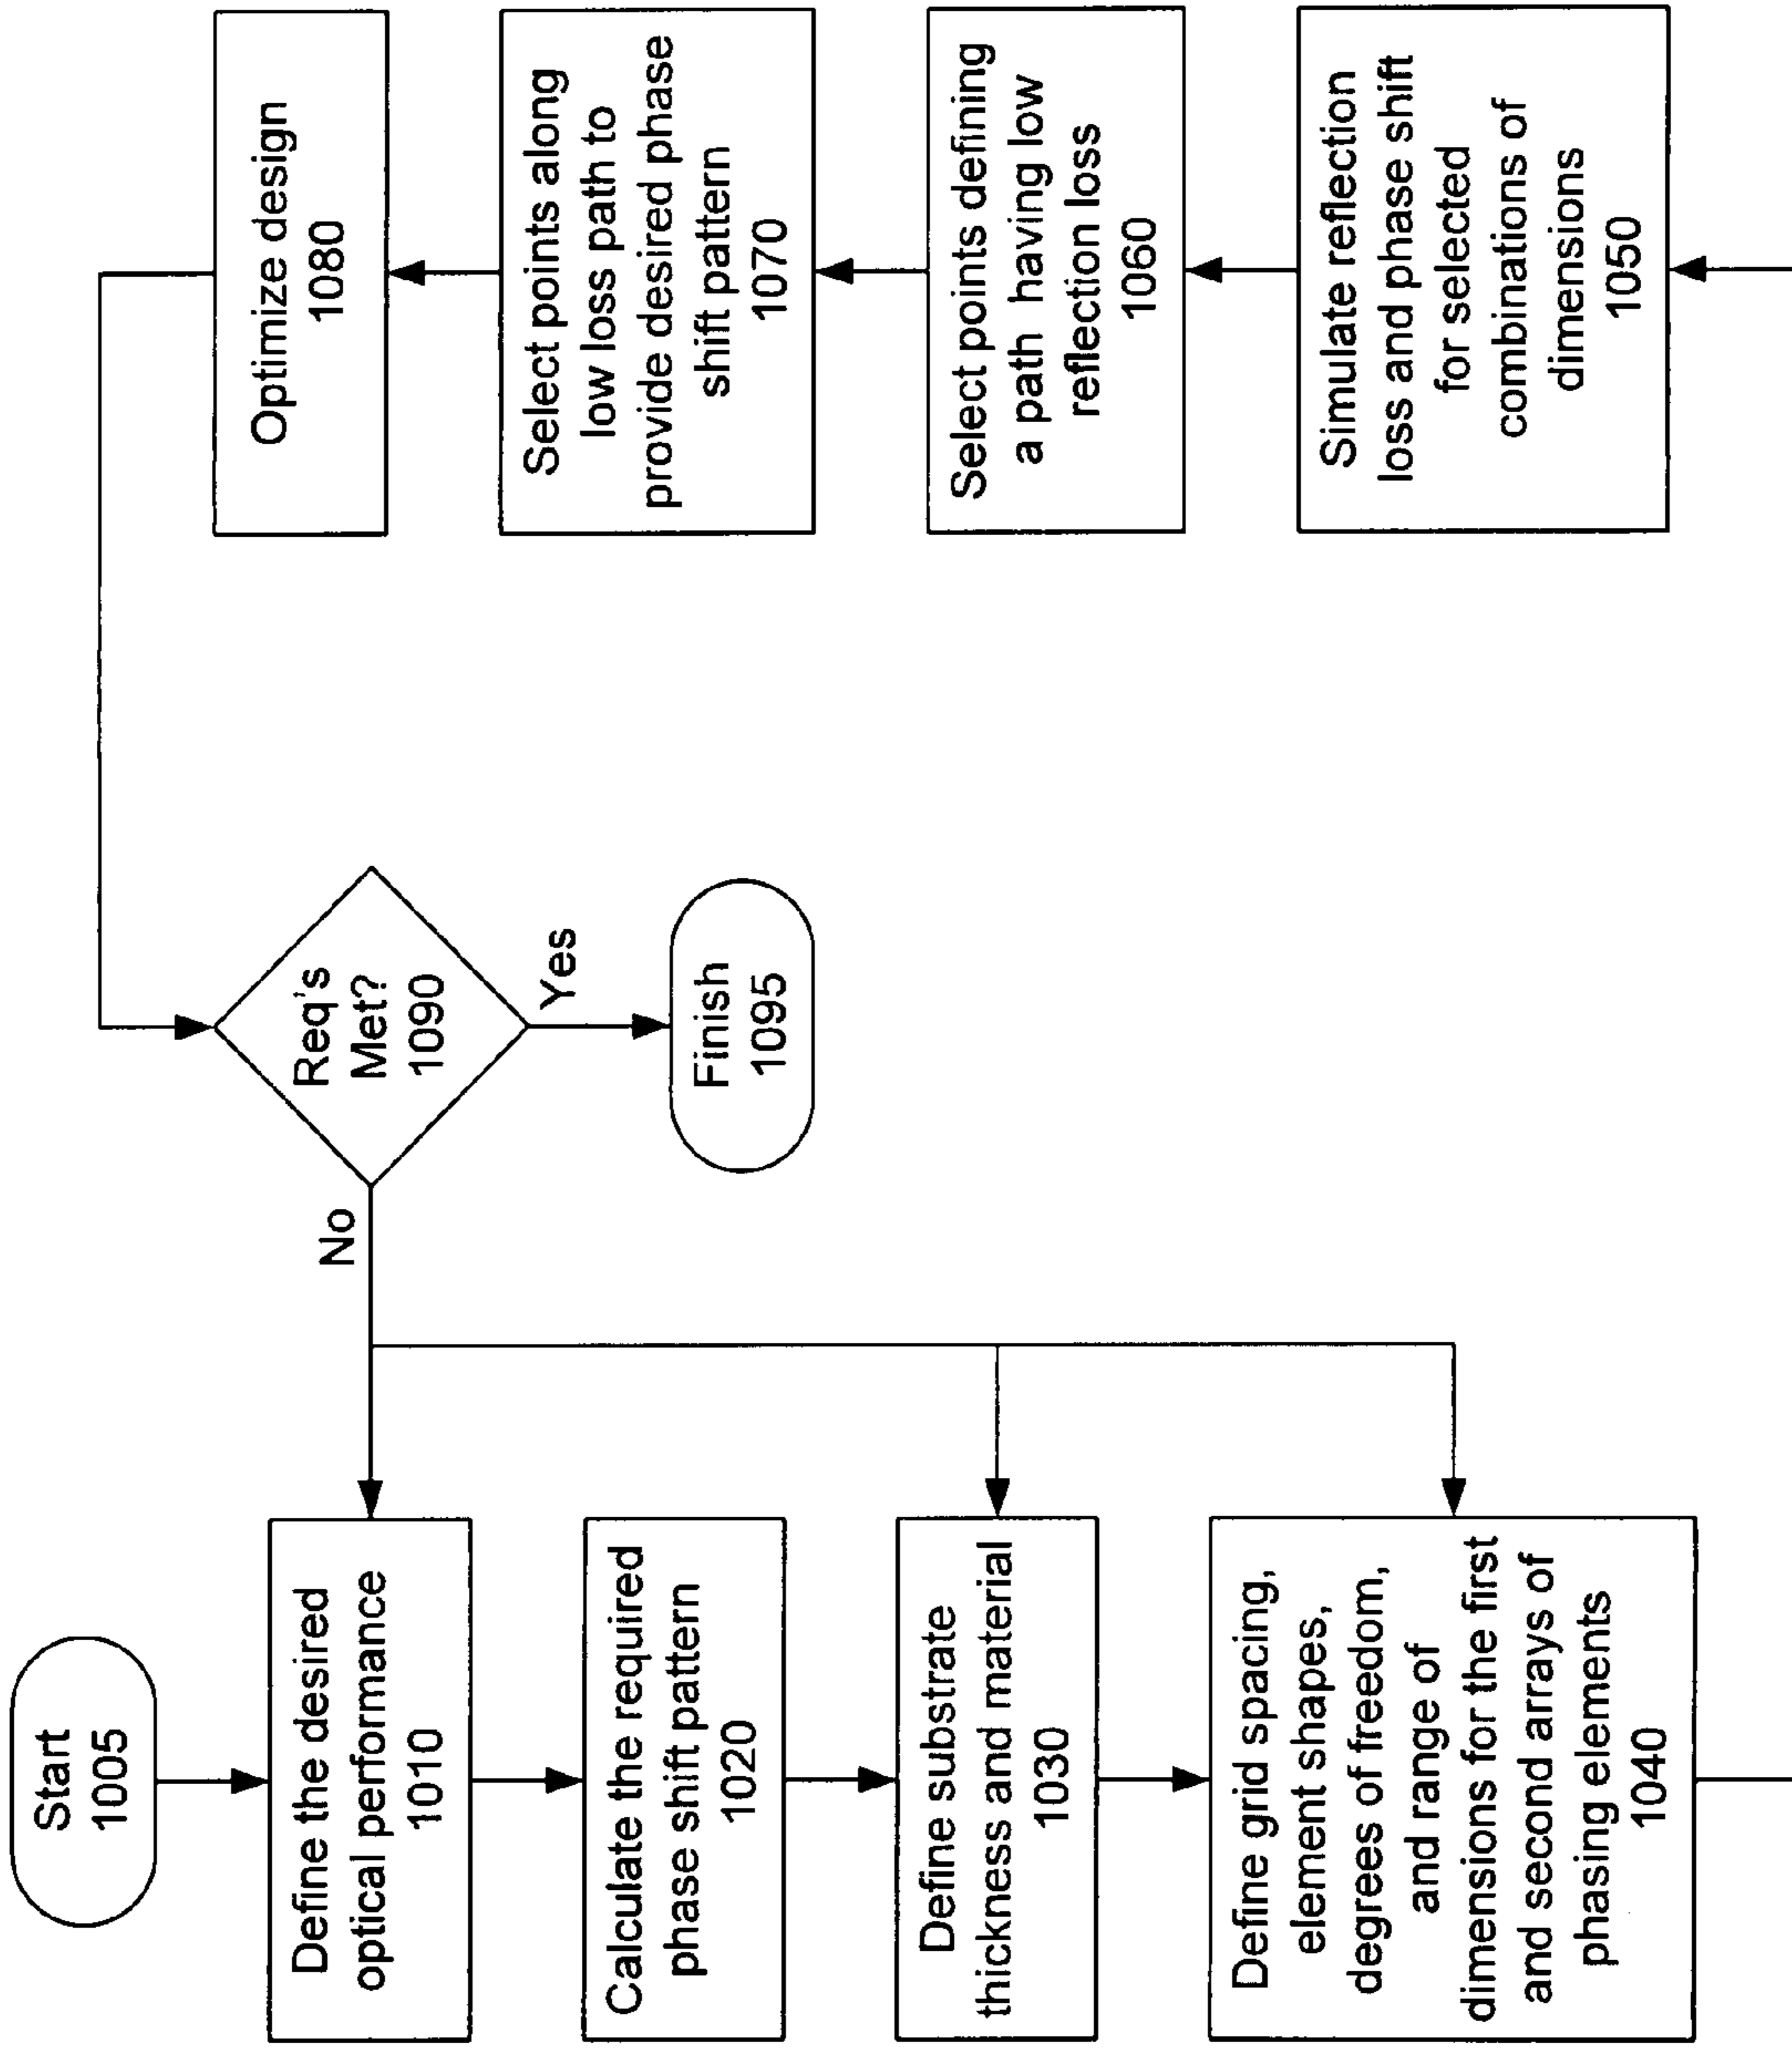 Start
1005
Define the desired
optical performance
1010
Calculate the required
phase shift pattern
1020
Define substrate
thickness and material
1030
Define grid spacing,
element shapes,
degrees of freedom,
and range of
dimensions for the first
and second arrays of
phasing elements
1040
No
Req's
Met?
1090
Yes
Finish
1095
Optimize design
1080
Select points along
low loss path to
provide desired phase
shift pattern
1070
Select points defining
a path having low
reflection loss
1060
Simulate reflection
loss and phase shift
for selected
combinations of
dimensions
1050